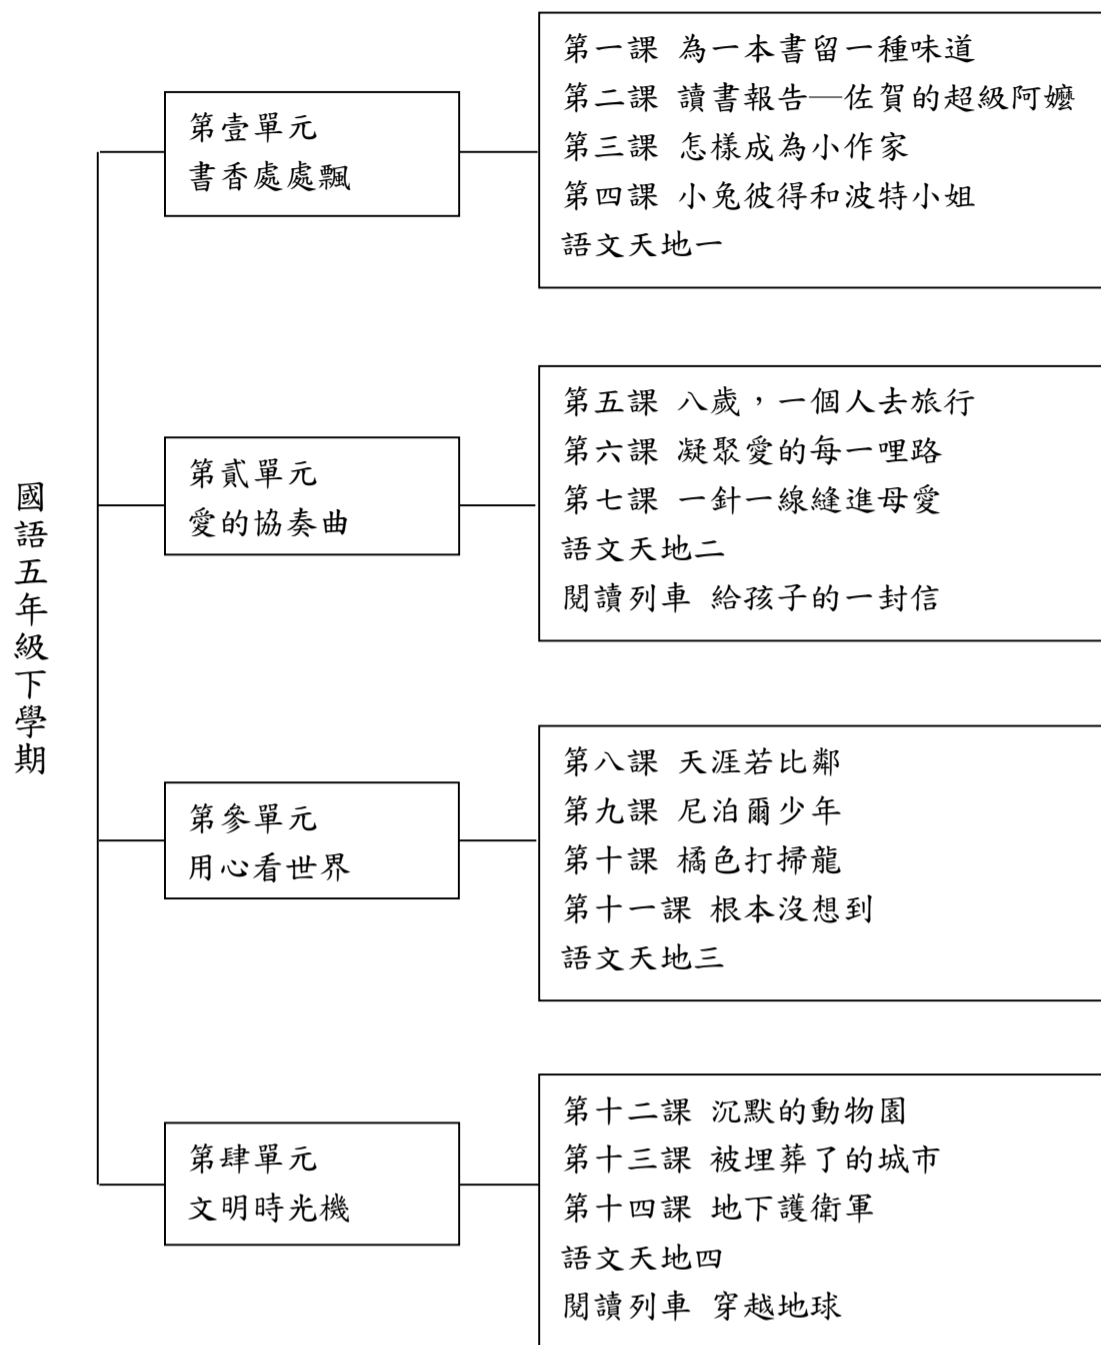 國語五年級下學期
第壹單元
書香處處飄
第一課 為一本書留一種味道
第二課 讀書報告—佐賀的超級阿嬤
第三課 怎樣成為小作家
第四課 小兔彼得和波特小姐
語文天地一
第貳單元
愛的協奏曲
第五課 八歲，一個人去旅行
第六課 凝聚愛的每一哩路
第七課 一針一線縫進母愛
語文天地二
閱讀列車 給孩子的一封信
第參單元
用心看世界
第八課 天涯若比鄰
第九課 尼泊爾少年
第十課 橘色打掃龍
第十一課 根本沒想到
語文天地三
第肆單元
文明時光機
第十二課 沉默的動物園
第十三課 被埋葬了的城市
第十四課 地下護衛軍
語文天地四
閱讀列車 穿越地球